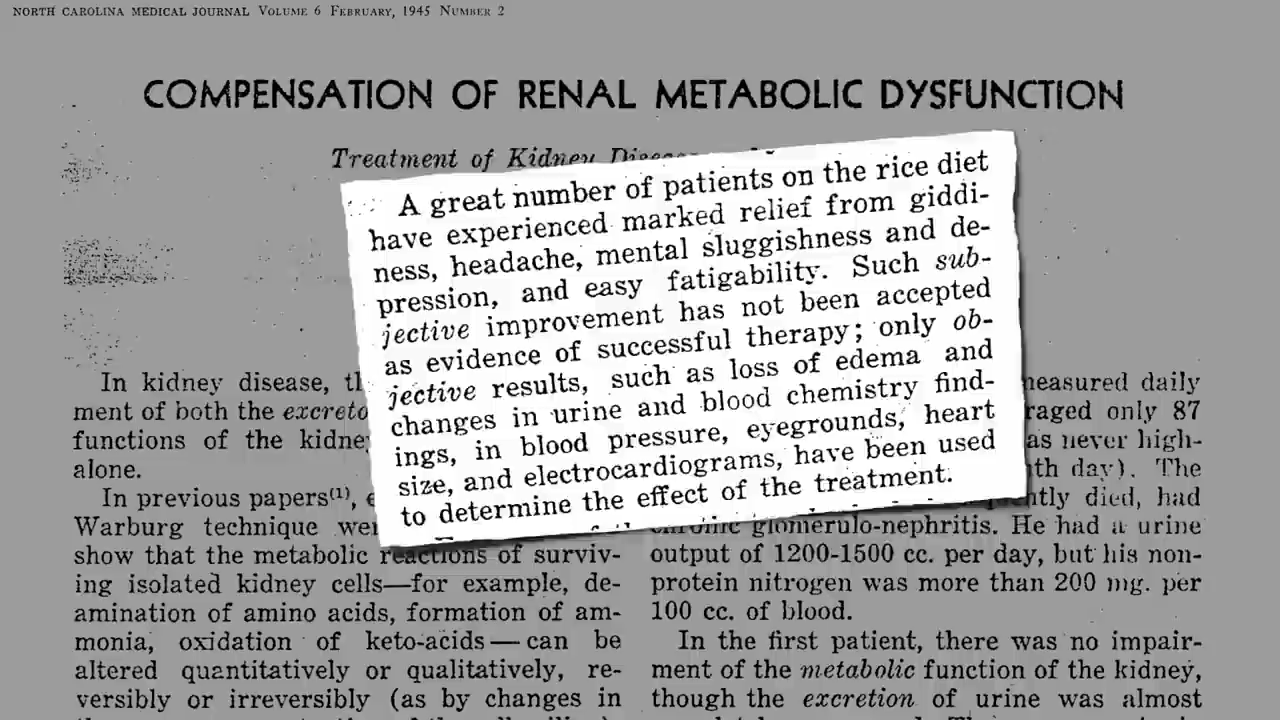 NORTH CAROLINA MEDICAL JOURNAL VOLUME 6 FEBRUARY, 1945 NUMBER 2
COMPENSATION OF RENAL METABOLIC DYSFUNCTION
Treatment of Kidney
A great number of patients on the rice diet
have experienced marked relief from giddi-
ness, headache, mental sluggishness and de-
pression, and easy fatigability. Such sub-
jective improvement has not been accepted
as evidence of successful therapy; only ob-
jective results, such as loss of edema and
changes in urine and blood chemistry find-
ings, in blood pressure, eyegrounds, heart
size, and electrocardiograms, have been used
to determine the effect of the treatment.
In kidney disease,
ment of both the
functions of the
alone.
In previous papers(1),
Warburg technique
show that the metabolic reactions of surviv-
ing isolated kidney cells—for example, de-
amination of amino acids, formation of am-
monia, oxidation of keto-acids—can be
altered quantitatively or qualitatively, re-
versibly or irreversibly (as by changes in
measured daily
only 87
as never high-
day). The
died, had
chronic glomerulo-nephritis. He had a urine
output of 1200-1500 cc. per day, but his non-
protein nitrogen was more than 200 mg. per
100 cc. of blood.
In the first patient, there was no impair-
ment of the metabolic function of the kidney,
though the excretion of urine was almost